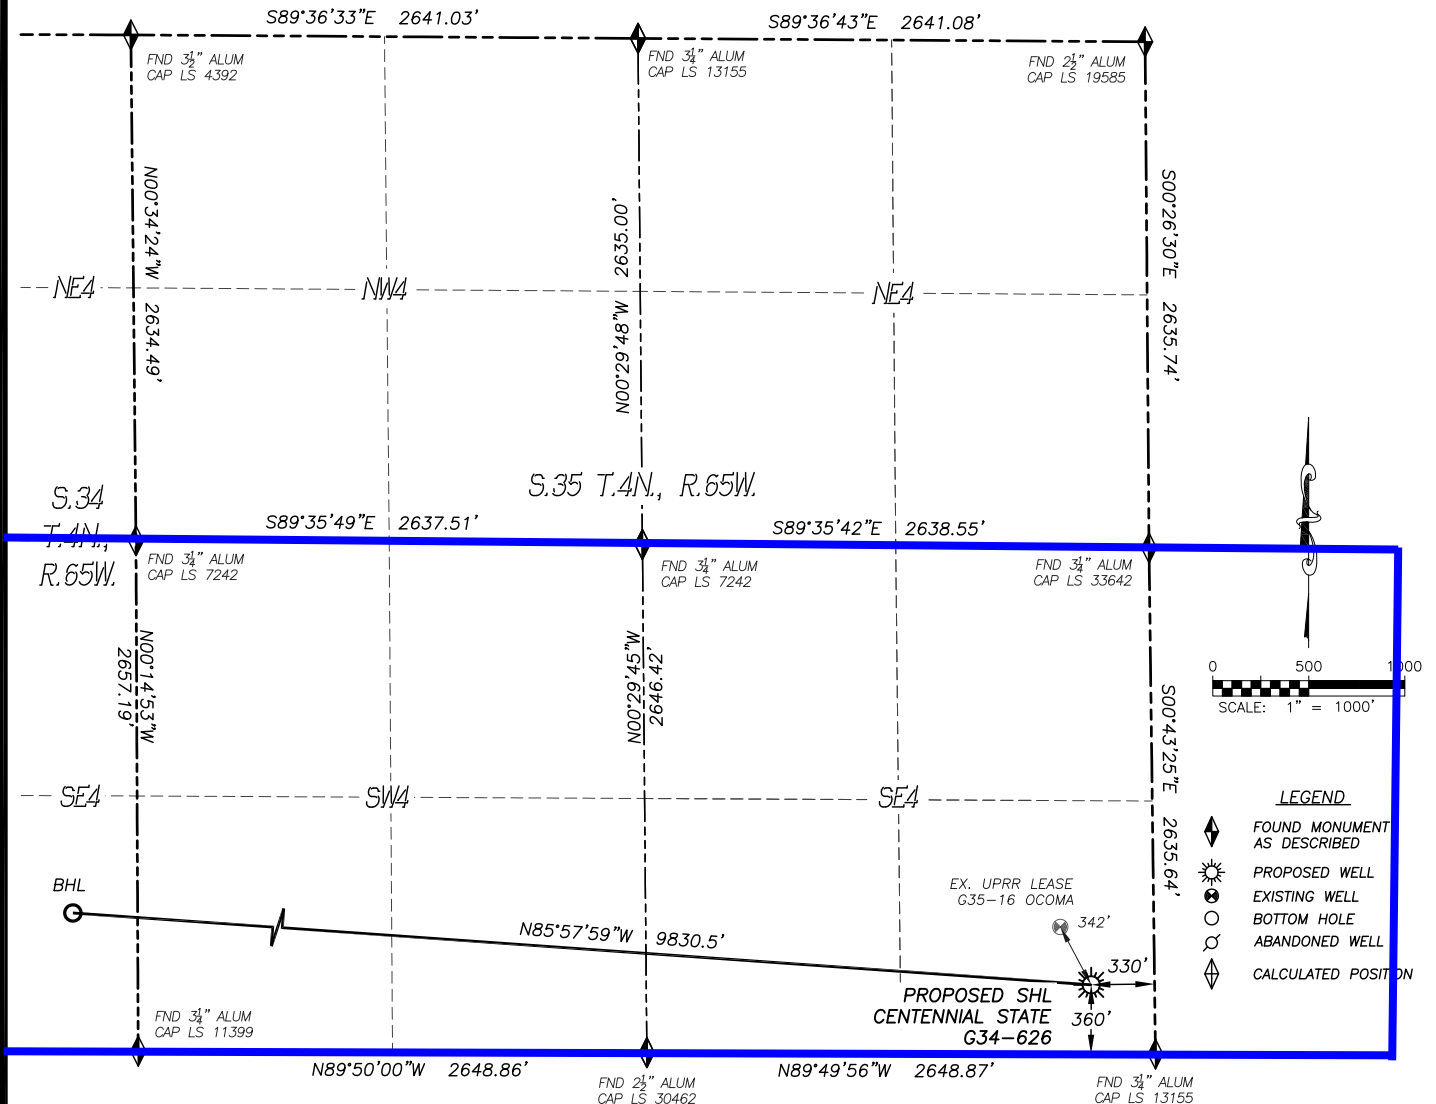 S89°36'33"E 2641.03'
S89°36'43"E 2641.08'
FND 3½" ALUM
CAP LS 4392
FND 3¼" ALUM
CAP LS 13155
FND 2½" ALUM
CAP LS 19585
N00°34'24"W 2634.49'
N00°29'48"W 2635.00'
S00°26'30"E 2635.74'
NE4
NW4
NE4
S.34
T.4N.,
R.65W.
S.35 T.4N., R.65W.
S89°35'49"E 2637.51'
S89°35'42"E 2638.55'
FND 3¼" ALUM
CAP LS 7242
FND 3¼" ALUM
CAP LS 7242
FND 3¼" ALUM
CAP LS 33642
N00°14'53"W
2657.19'
N00°29'45"W
2646.42'
S00°43'25"E 2635.64'
0 500 1000
SCALE: 1" = 1000'
SE4
SW4
SE4
LEGEND
FOUND MONUMENT
AS DESCRIBED
PROPOSED WELL
EXISTING WELL
BOTTOM HOLE
ABANDONED WELL
CALCULATED POSITION
BHL
EX. UPRR LEASE
G35-16 OCOMA
342'
N85°57'59"W 9830.5'
330'
PROPOSED SHL
CENTENNIAL STATE
G34-626
360'
FND 3¼" ALUM
CAP LS 11399
N89°50'00"W 2648.86'
N89°49'56"W 2648.87'
FND 2½" ALUM
CAP LS 30462
FND 3¼" ALUM
CAP LS 13155